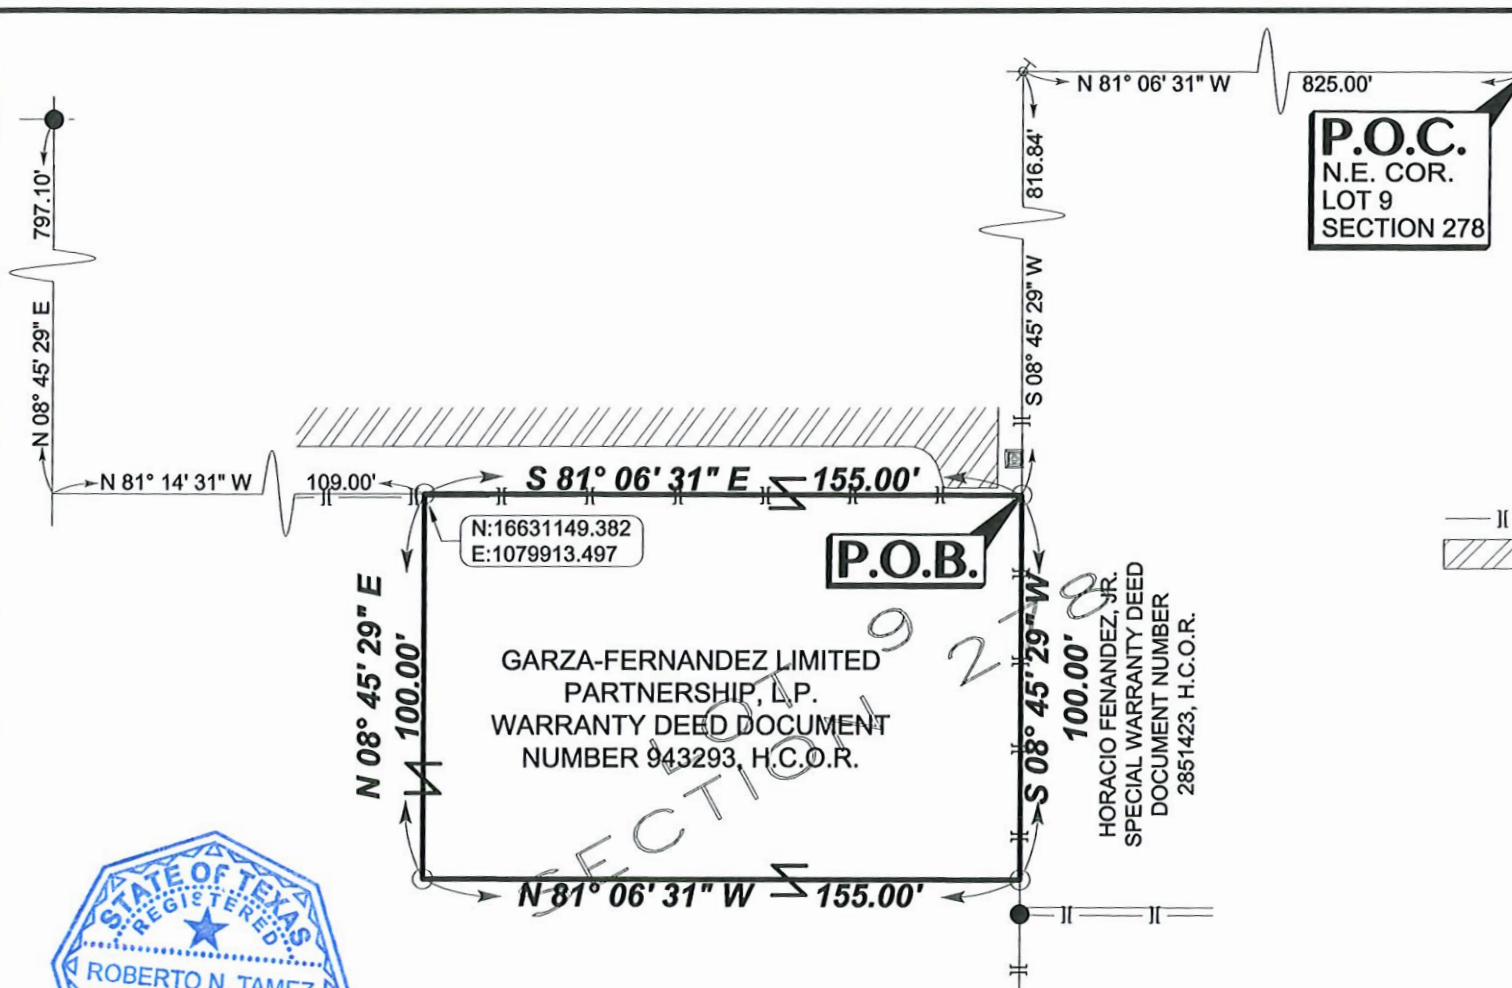 N 81° 06' 31" W
825.00'
P.O.C.
N.E. COR.
LOT 9
SECTION 278
797.10'
N 08° 45' 29" E
816.84'
S 08° 45' 29" W
N 81° 14' 31" W
109.00'
S 81° 06' 31" E
155.00'
N:16631149.382
E:1079913.497
P.O.B.
N 08° 45' 29" E
100.00'
GARZA-FERNANDEZ LIMITED
PARTNERSHIP, L.P.
WARRANTY DEED DOCUMENT
NUMBER 943293, H.C.O.R.
LOT 9
SECTION 278
S 08° 45' 29" W
100.00'
HORACIO FENANDEZ, JR.
SPECIAL WARRANTY DEED
DOCUMENT NUMBER
2851423, H.C.O.R.
N 81° 06' 31" W
155.00'
STATE OF TEXAS
REGISTERED
ROBERTO N. TAMEZ